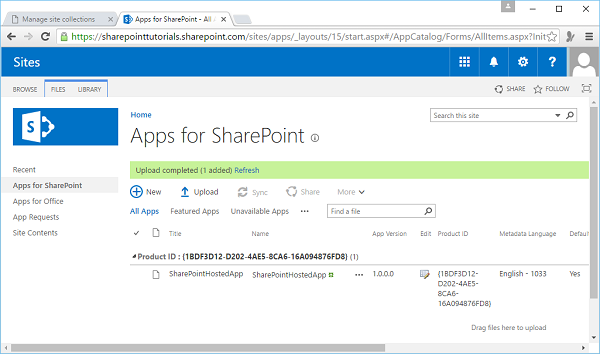 Manage site collections
Apps for SharePoint - All
https://sharepointtutorials.sharepoint.com/sites/apps/_layouts/15/start.aspx#/AppCatalog/Forms/AllItems.aspx?Init
Sites
BROWSE FILES LIBRARY
SHARE FOLLOW
Home
Search this site
Apps for SharePoint
Upload completed (1 added) Refresh
Recent
Apps for SharePoint
Apps for Office
App Requests
Site Contents
New Upload Sync Share More
All Apps Featured Apps Unavailable Apps ••• Find a file
Title Name App Version Edit Product ID Metadata Language Default
Product ID : {1BDF3D12-D202-4AE5-8CA6-16A094876FD8} (1)
SharePointHostedApp SharePointHostedApp ••• 1.0.0.0 {1BDF3D12- English - 1033 Yes
D202-4AE5-
8CA6-
16A094876FD8}
Drag files here to upload